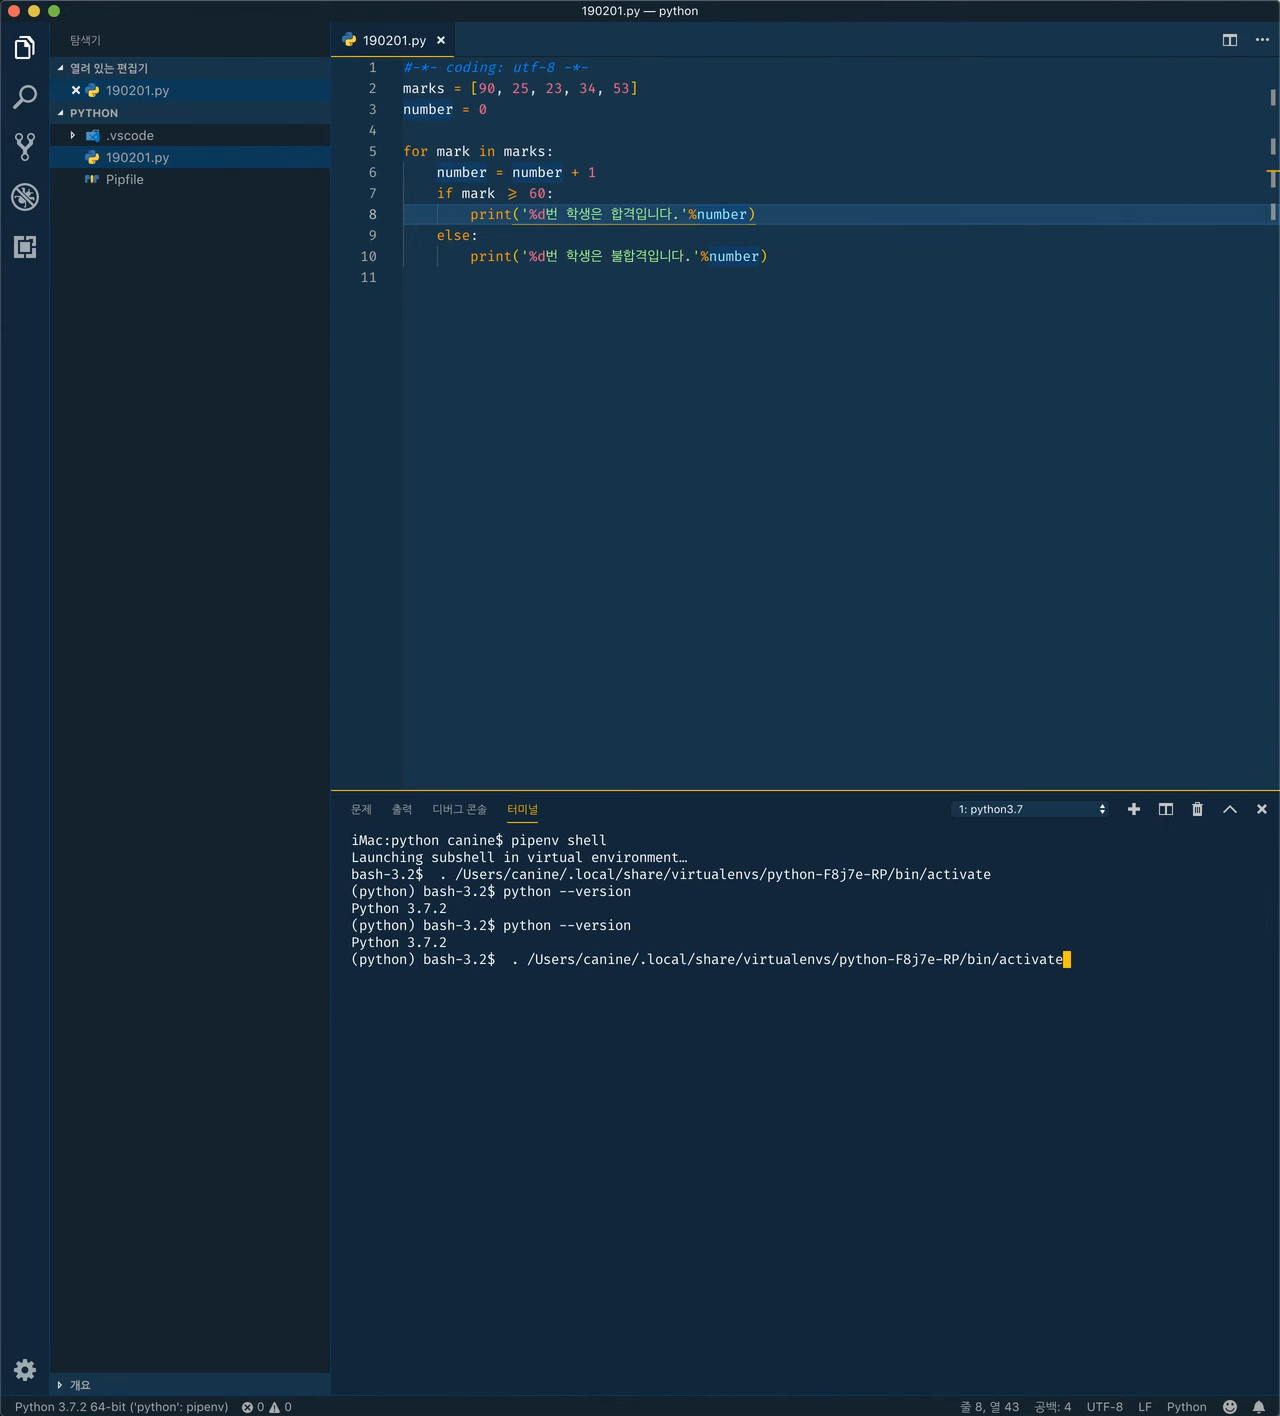 190201.py — python
탐색기
열려 있는 편집기
190201.py
PYTHON
.vscode
190201.py
Pipfile
개요
190201.py
1 #-*- coding: utf-8 -*-
2 marks = [90, 25, 23, 34, 53]
3 number = 0
4
5 for mark in marks:
6 number = number + 1
7 if mark ⩾ 60:
8 print('%d번 학생은 합격입니다.'%number)
9 else:
10 print('%d번 학생은 불합격입니다.'%number)
11
문제 출력 디버그 콘솔 터미널 1: python3.7
iMac:python canine$ pipenv shell
Launching subshell in virtual environment…
bash-3.2$  . /Users/canine/.local/share/virtualenvs/python-F8j7e-RP/bin/activate
(python) bash-3.2$ python --version
Python 3.7.2
(python) bash-3.2$ python --version
Python 3.7.2
(python) bash-3.2$  . /Users/canine/.local/share/virtualenvs/python-F8j7e-RP/bin/activate
Python 3.7.2 64-bit ('python': pipenv) 0 0 줄 8, 열 43 공백: 4 UTF-8 LF Python